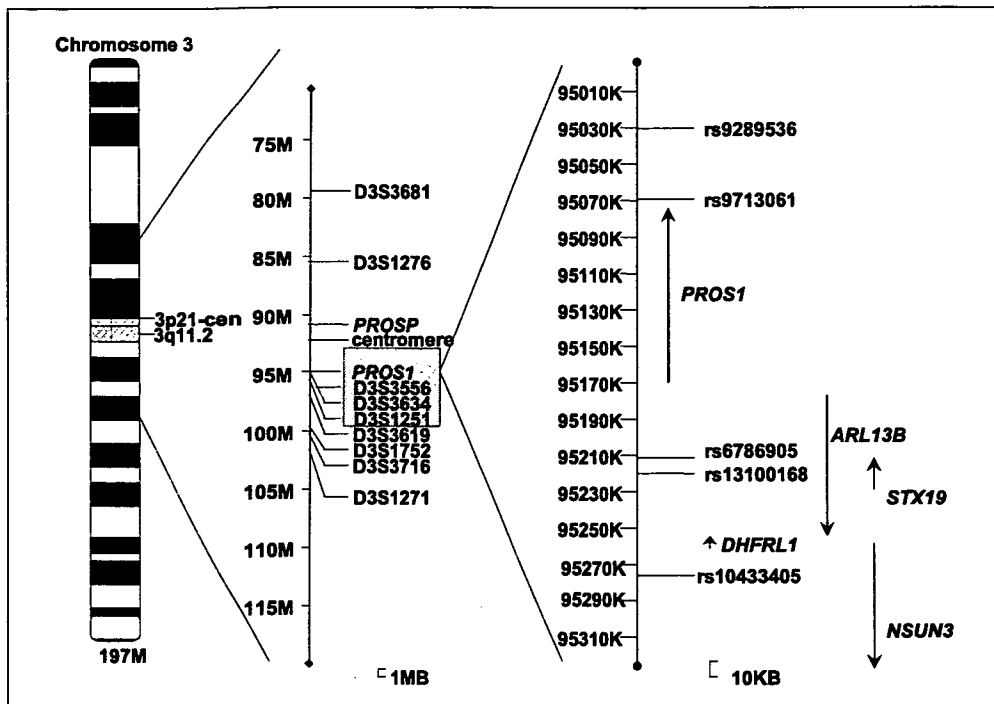 Chromosome 3
3p21-cen
3q11.2
197M
75M
80M
85M
90M
95M
100M
105M
110M
115M
D3S3681
D3S1276
PROSP
centromere
PROS1
D3S3556
D3S3634
D3S1251
D3S3619
D3S1752
D3S3716
D3S1271
1MB
95010K
95030K
95050K
95070K
95090K
95110K
95130K
95150K
95170K
95190K
95210K
95230K
95250K
95270K
95290K
95310K
rs9289536
rs9713061
PROS1
ARL13B
rs6786905
rs13100168
STX19
DHFRL1
rs10433405
NSUN3
10KB